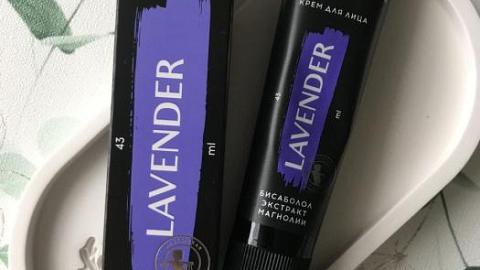 LAVENDER
43
ml
КРЕМ ДЛЯ ЛИЦА
LAVENDER
43
ml
БИСАБОЛОЛ
ЭКСТРАКТ
МАГНОЛИИ